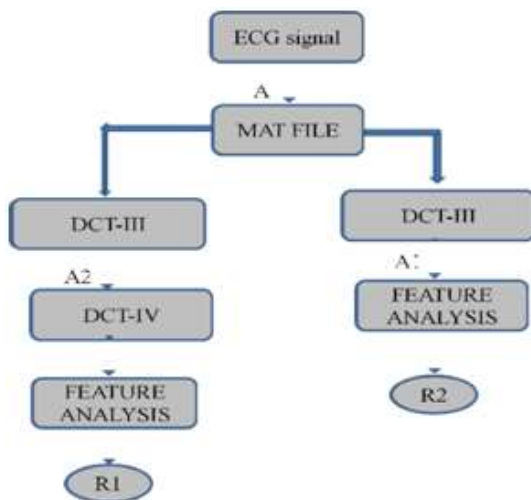 ECG signal
A
MAT FILE
DCT-III
DCT-III
A2
DCT-IV
FEATURE
ANALYSIS
R1
FEATURE
ANALYSIS
R2